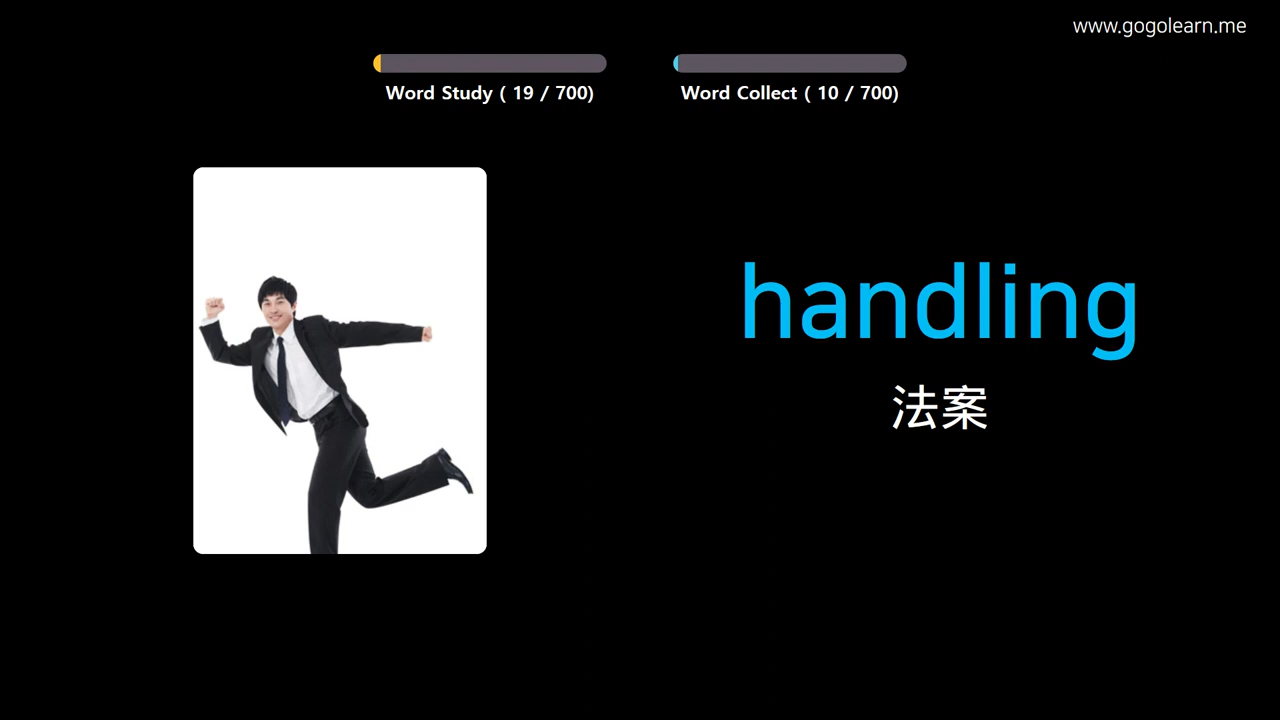 www.gogolearn.me
Word Study ( 19 / 700)
Word Collect ( 10 / 700)
handling
法案